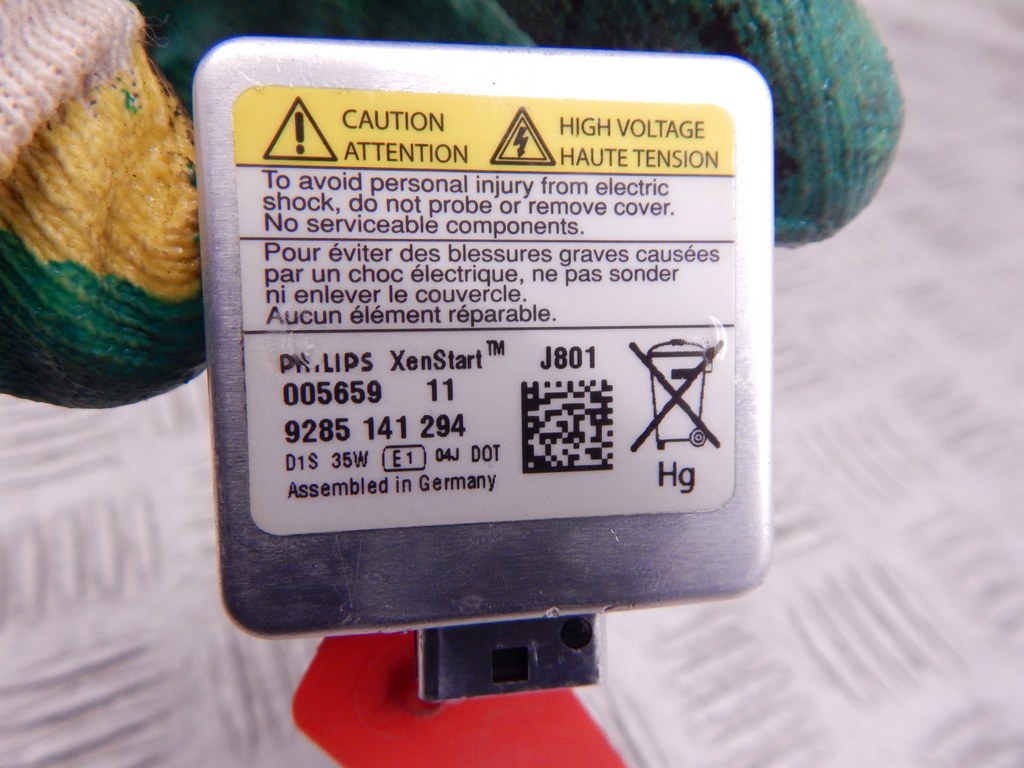 CAUTION
ATTENTION
HIGH VOLTAGE
HAUTE TENSION
To avoid personal injury from electric
shock, do not probe or remove cover.
No serviceable components.
Pour éviter des blessures graves causées
par un choc électrique, ne pas sonder
ni enlever le couvercle.
Aucun élément réparable.
PHILIPS XenStart™ J801
005659 11
9285 141 294
D1S 35W E1 04J DOT
Assembled in Germany
Hg